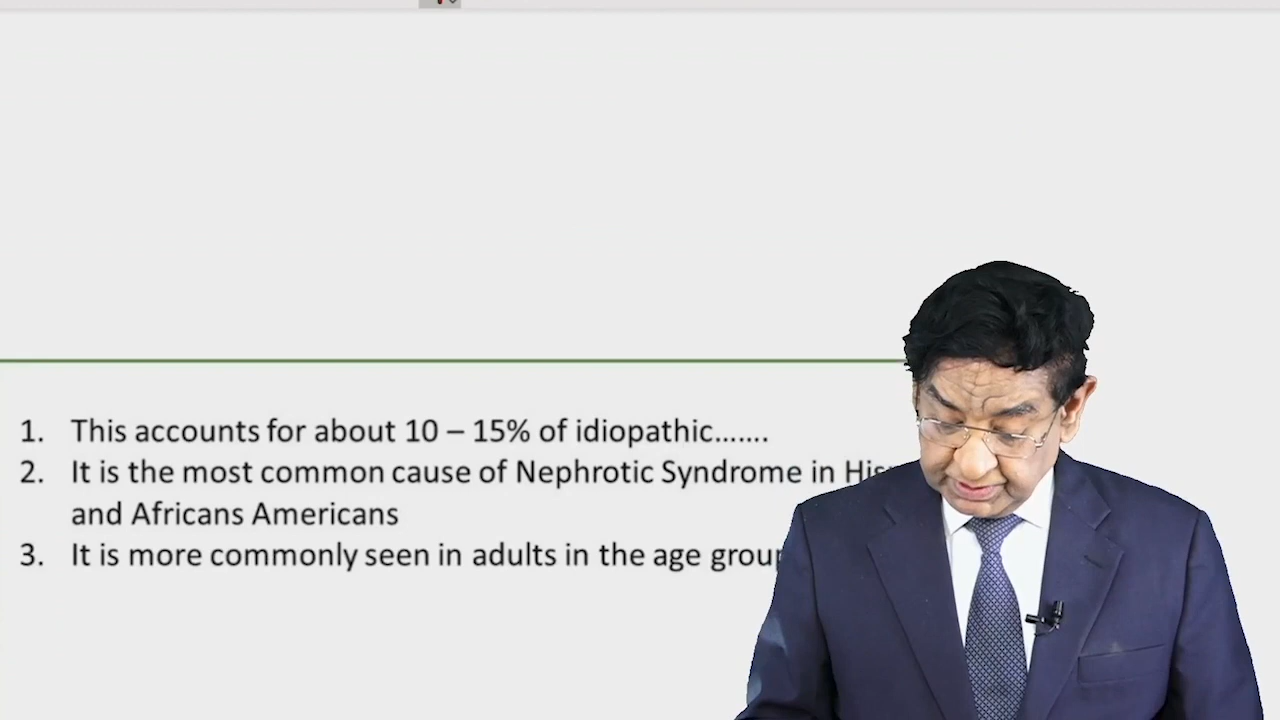 1. This accounts for about 10 – 15% of idiopathic…….
2. It is the most common cause of Nephrotic Syndrome in
and Africans Americans
3. It is more commonly seen in adults in the age